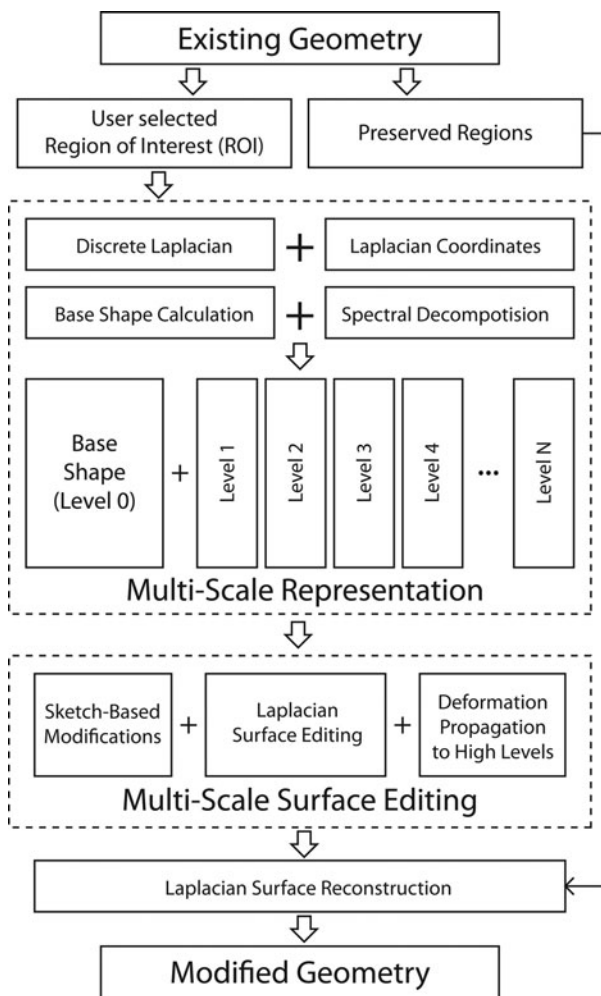 Existing Geometry
User selected
Region of Interest (ROI)
Preserved Regions
Discrete Laplacian
+
Laplacian Coordinates
Base Shape Calculation
+
Spectral Decompotision
Base
Shape
(Level 0)
+
Level 1
Level 2
Level 3
Level 4
...
Level N
Multi-Scale Representation
Sketch-Based
Modifications
+
Laplacian
Surface Editing
+
Deformation
Propagation
to High Levels
Multi-Scale Surface Editing
Laplacian Surface Reconstruction
Modified Geometry